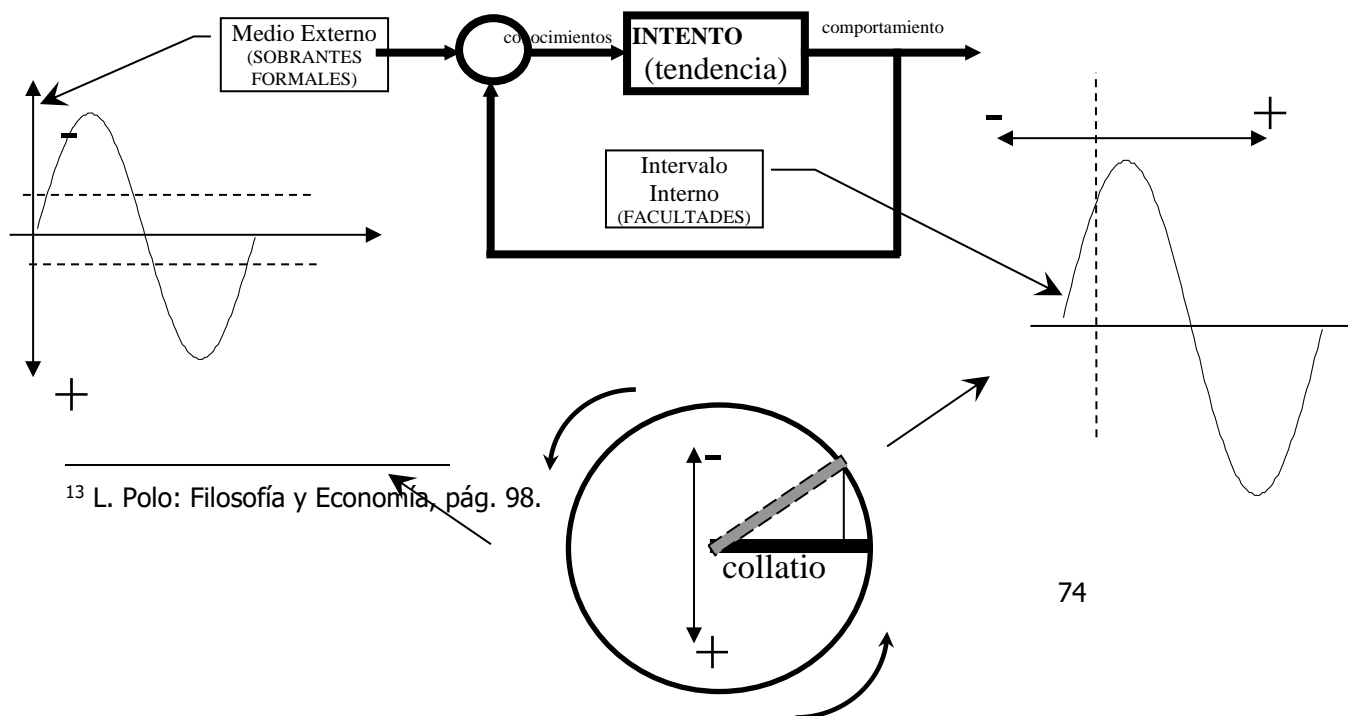 Medio Externo
(SOBRANTES
FORMALES)
conocimientos
INTENTO
(tendencia)
comportamiento
-
+
-
+
Intervalo
Interno
(FACULTADES)
-
collatio
+
13 L. Polo: Filosofía y Economía, pág. 98.
74